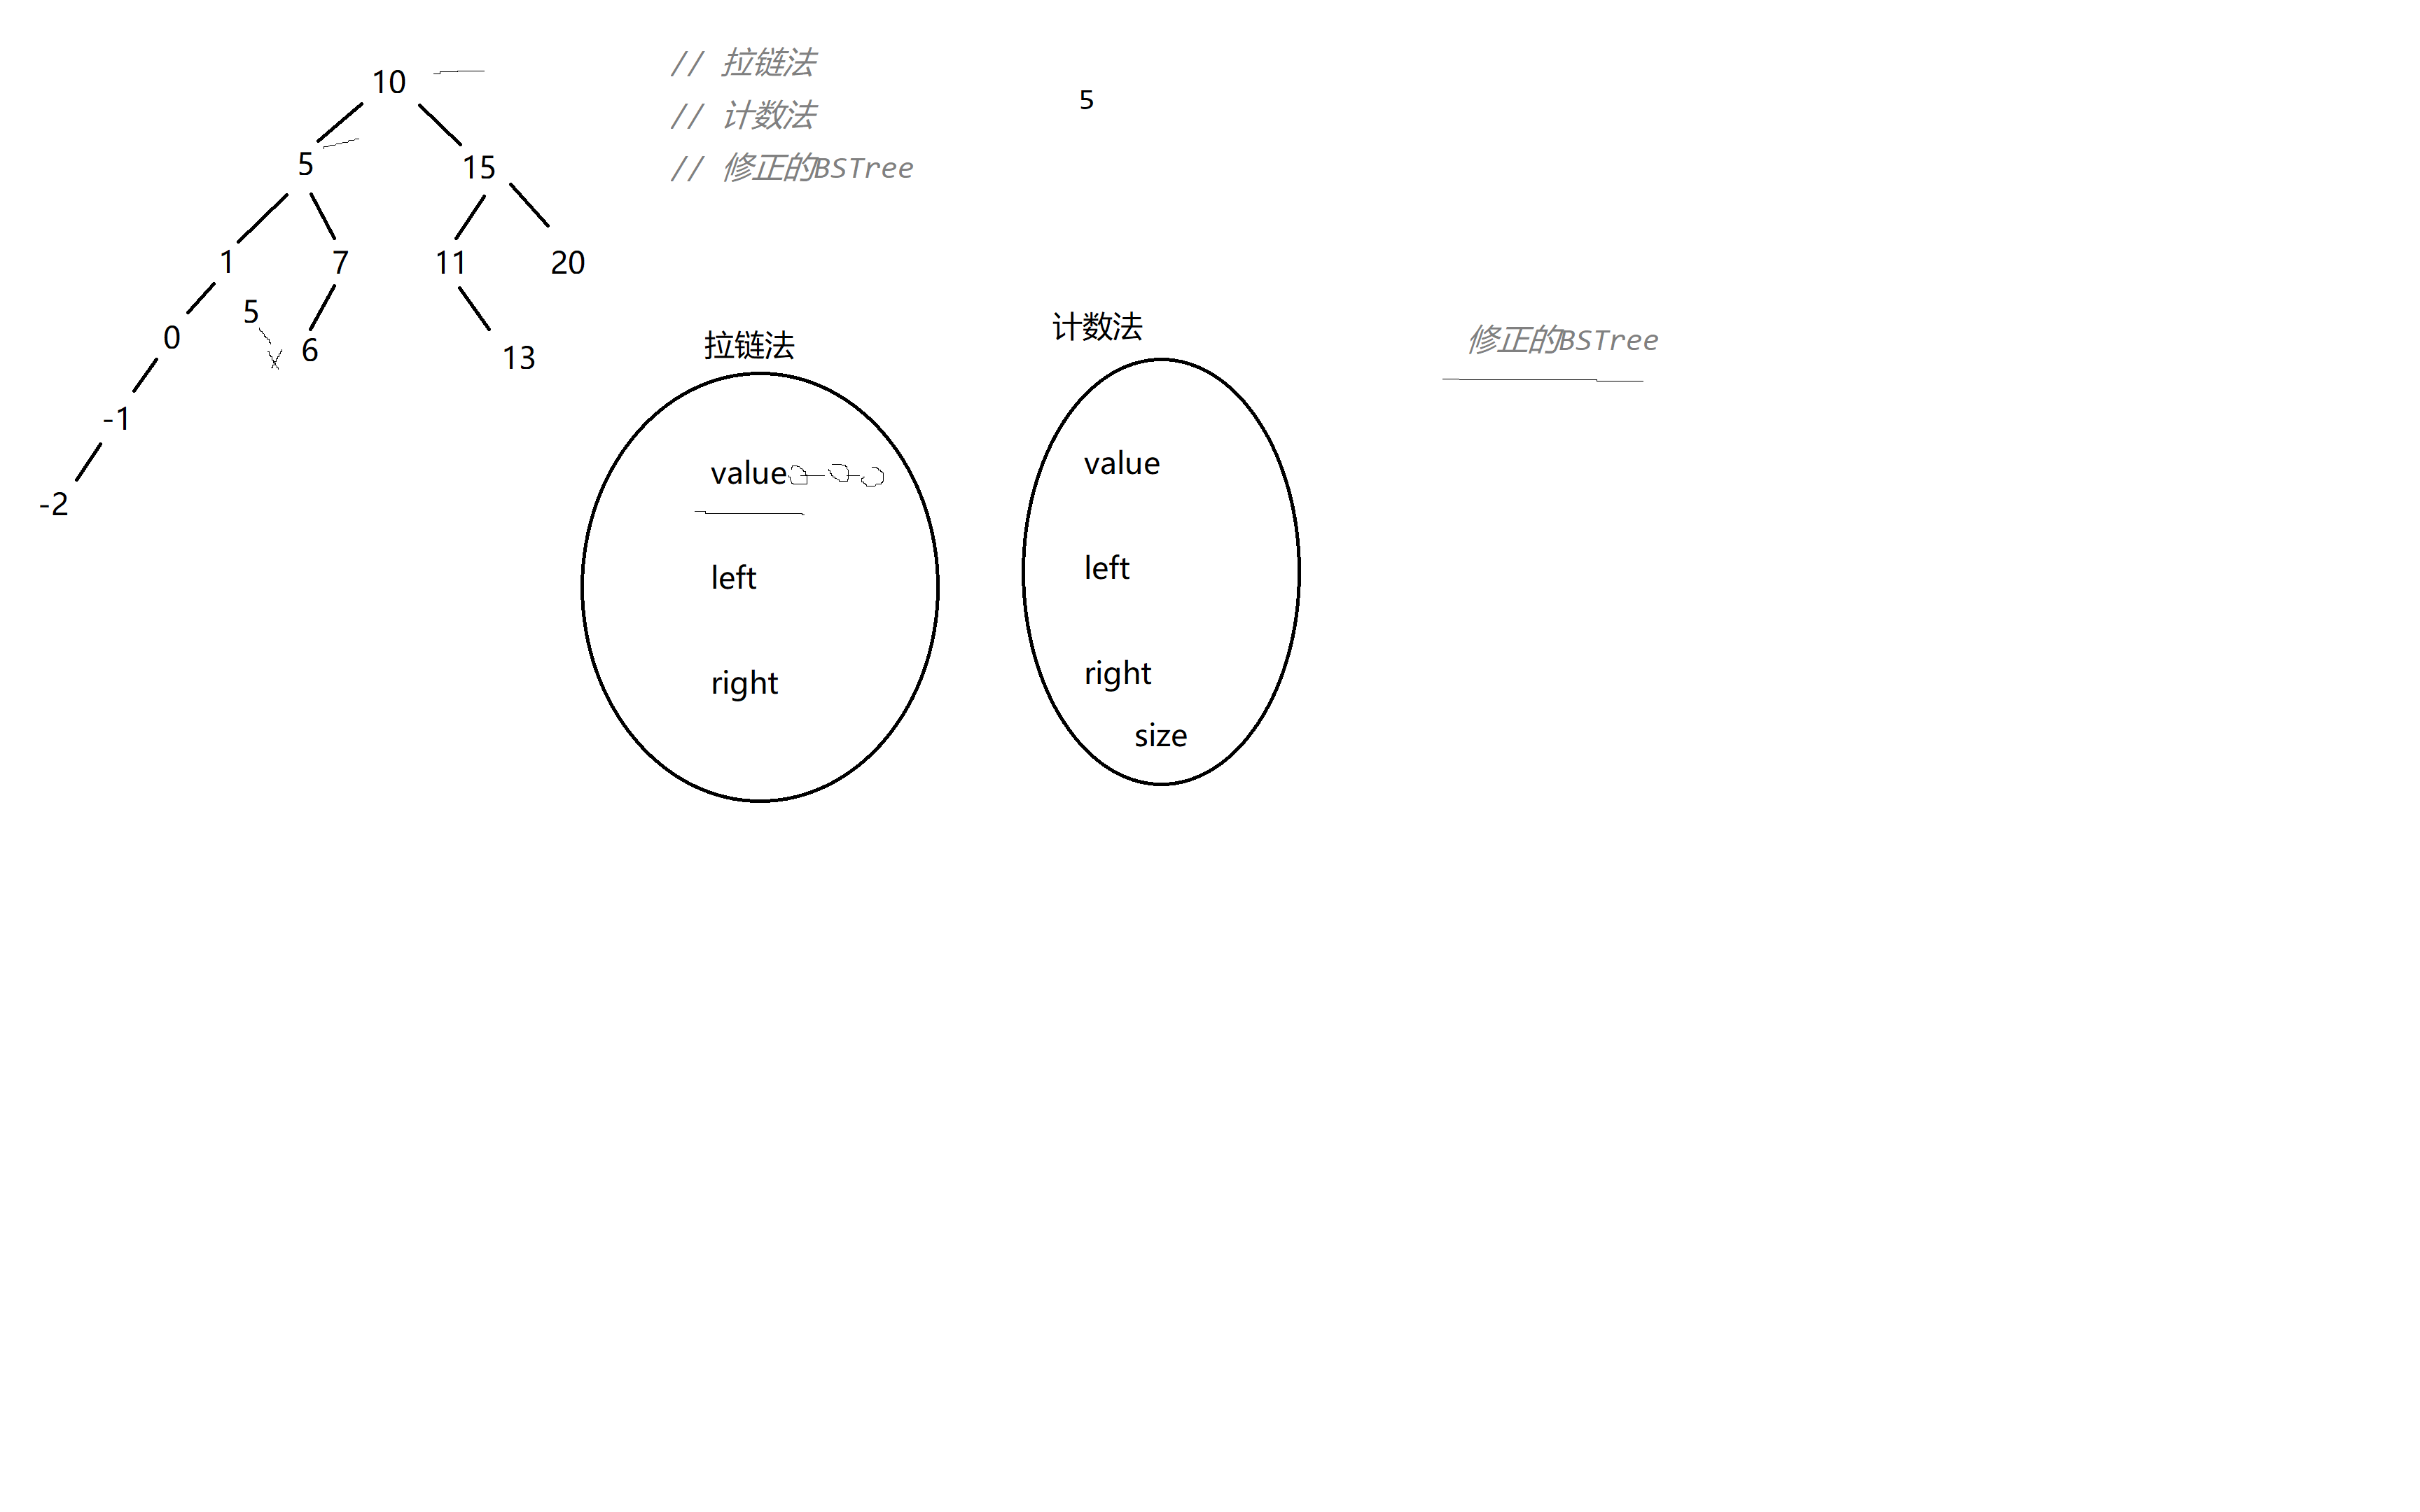 10
5 15
1 7 11 20
0 5 6 13
-1
-2
// 拉链法
// 计数法
// 修正的BSTree
5
拉链法
value
left
right
计数法
value
left
right
size
修正的BSTree